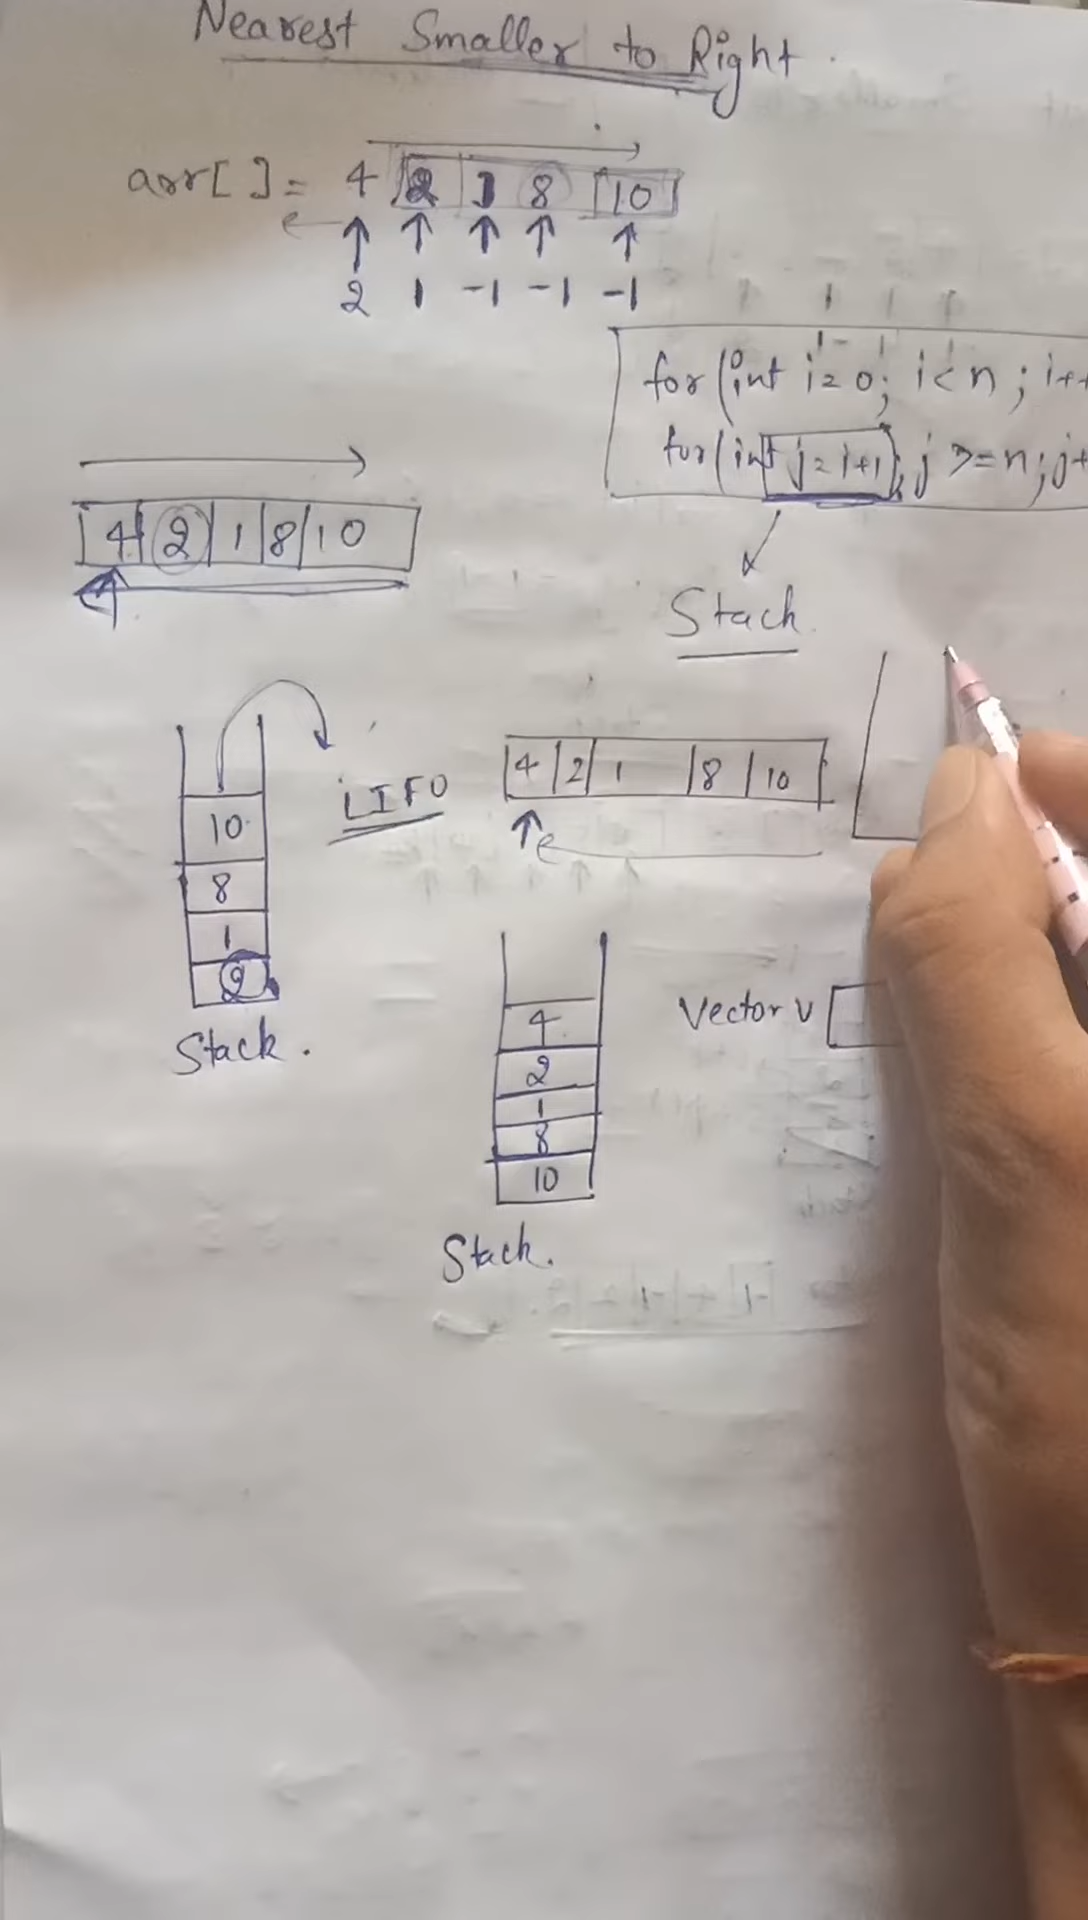 Nearest Smaller to Right.
arr[ ] = 4 2 1 8 10
2 1 -1 -1 -1
for (int i=0; i<n; i++
for (int j=i+1; j>=n; j+
4 2 1 8 10
Stack
10
8
1
2
Stack.
LIFO
4 2 1 8 10
4
2
1
8
10
Stack.
Vector v